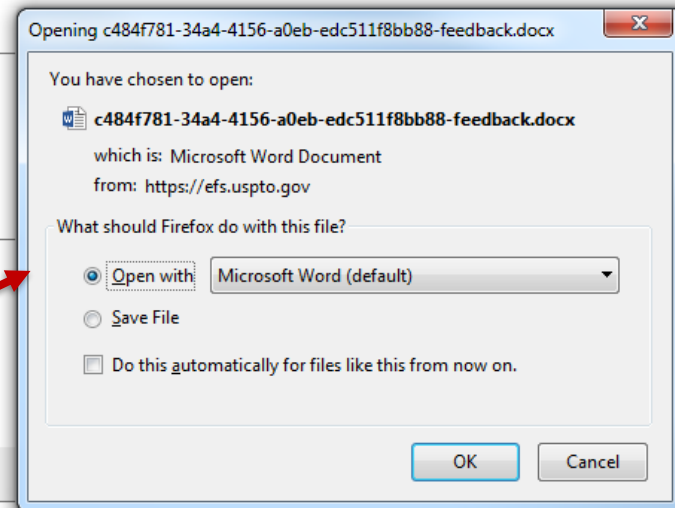 Opening c484f781-34a4-4156-a0eb-edc511f8bb88-feedback.docx
You have chosen to open:
c484f781-34a4-4156-a0eb-edc511f8bb88-feedback.docx
which is: Microsoft Word Document
from: https://efs.uspto.gov
What should Firefox do with this file?
Open with Microsoft Word (default)
Save File
Do this automatically for files like this from now on.
OK Cancel